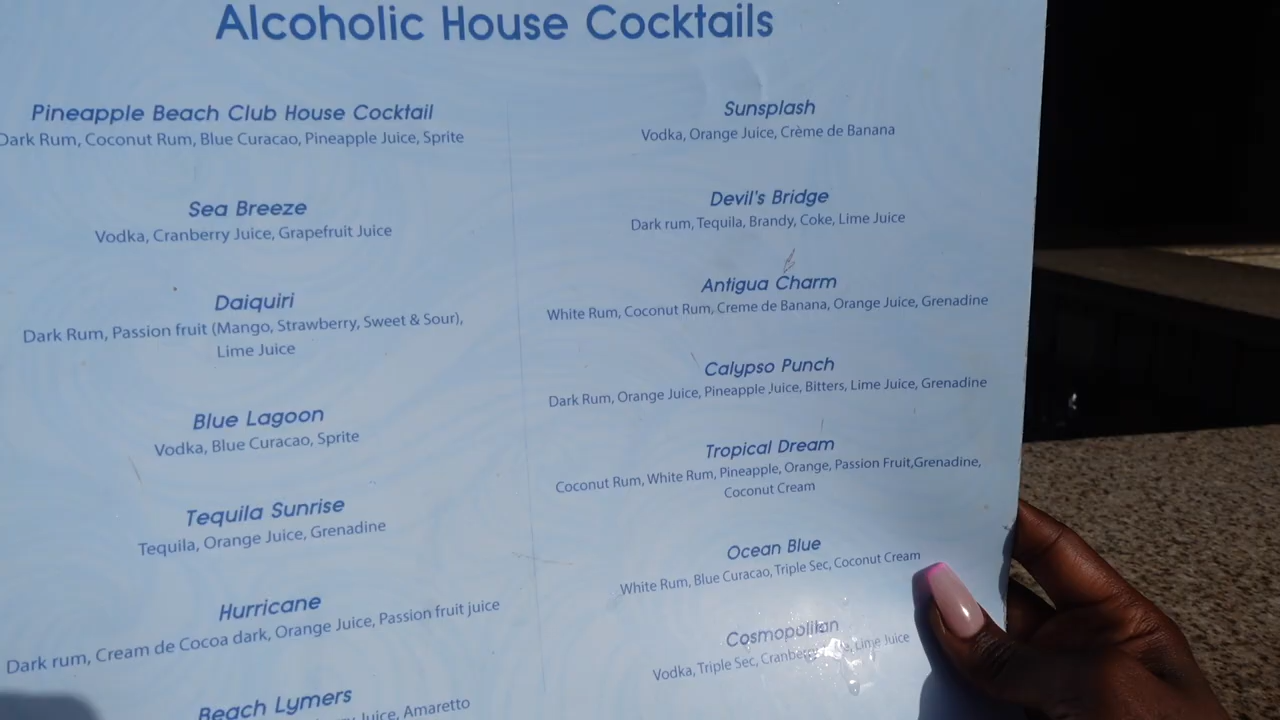 Alcoholic House Cocktails
Pineapple Beach Club House Cocktail
Dark Rum, Coconut Rum, Blue Curacao, Pineapple Juice, Sprite
Sea Breeze
Vodka, Cranberry Juice, Grapefruit Juice
Daiquiri
Dark Rum, Passion fruit (Mango, Strawberry, Sweet & Sour),
Lime Juice
Blue Lagoon
Vodka, Blue Curacao, Sprite
Tequila Sunrise
Tequila, Orange Juice, Grenadine
Hurricane
Dark rum, Cream de Cocoa dark, Orange Juice, Passion fruit juice
Beach Lymers
Juice, Amaretto
Sunsplash
Vodka, Orange Juice, Crème de Banana
Devil's Bridge
Dark rum, Tequila, Brandy, Coke, Lime Juice
Antigua Charm
White Rum, Coconut Rum, Creme de Banana, Orange Juice, Grenadine
Calypso Punch
Dark Rum, Orange Juice, Pineapple Juice, Bitters, Lime Juice, Grenadine
Tropical Dream
Coconut Rum, White Rum, Pineapple, Orange, Passion Fruit,Grenadine,
Coconut Cream
Ocean Blue
White Rum, Blue Curacao, Triple Sec, Coconut Cream
Cosmopolitan
Vodka, Triple Sec, Cranberry Lime Juice